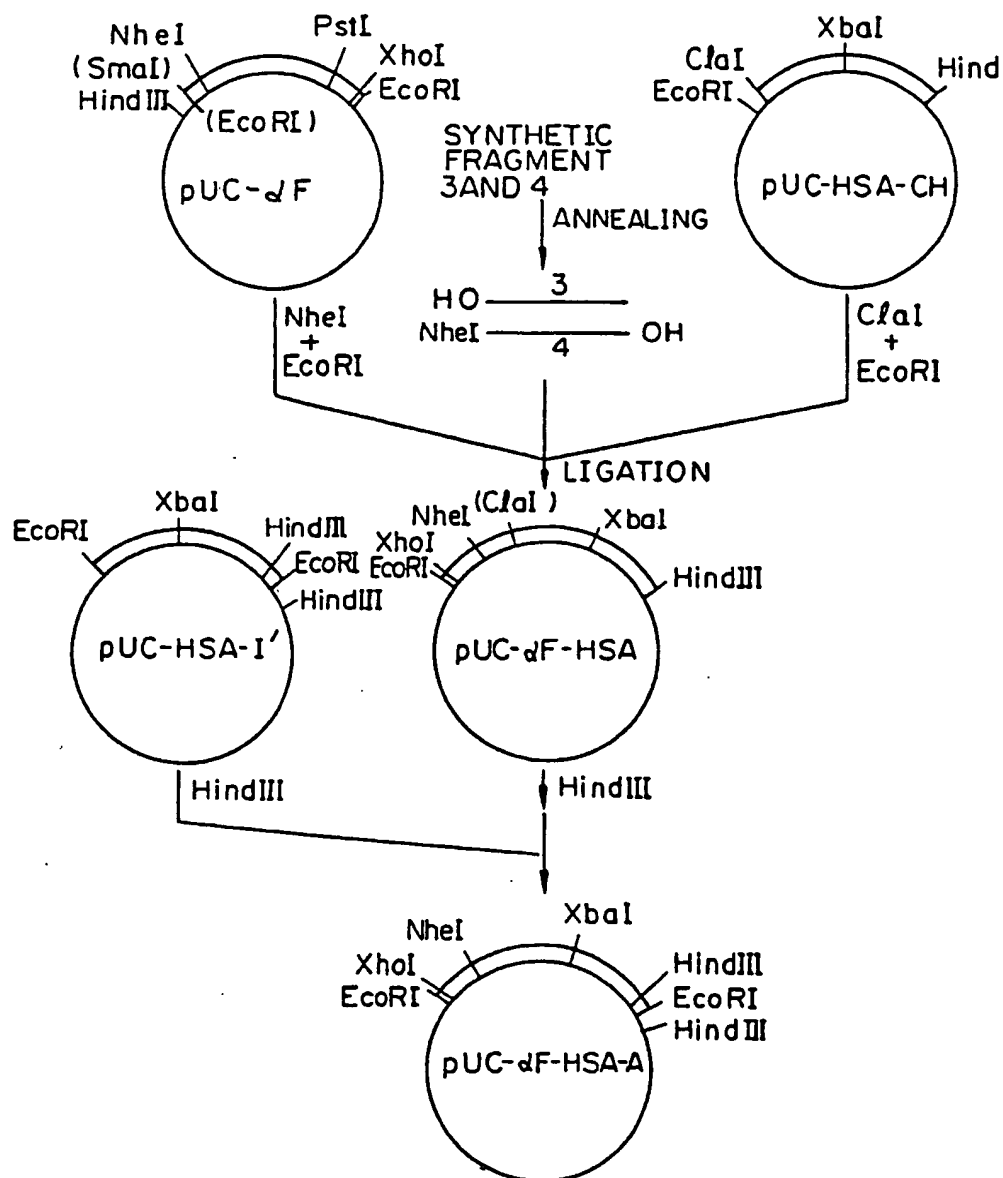 NheI
(SmaI)
HindIII
(EcoRI)
PstI
XhoI
EcoRI
pUC-αF
SYNTHETIC
FRAGMENT
3AND 4
ANNEALING
HO
3
NheI
4
OH
XbaI
ClaI
EcoRI
Hind
pUC-HSA-CH
NheI
+
EcoRI
ClaI
+
EcoRI
LIGATION
EcoRI
XbaI
HindIII
EcoRI
HindIII
pUC-HSA-I′
(ClaI)
NheI
XhoI
EcoRI
XbaI
HindIII
pUC-αF-HSA
HindIII
HindIII
XbaI
NheI
XhoI
EcoRI
HindIII
EcoRI
HindIII
pUC-αF-HSA-A